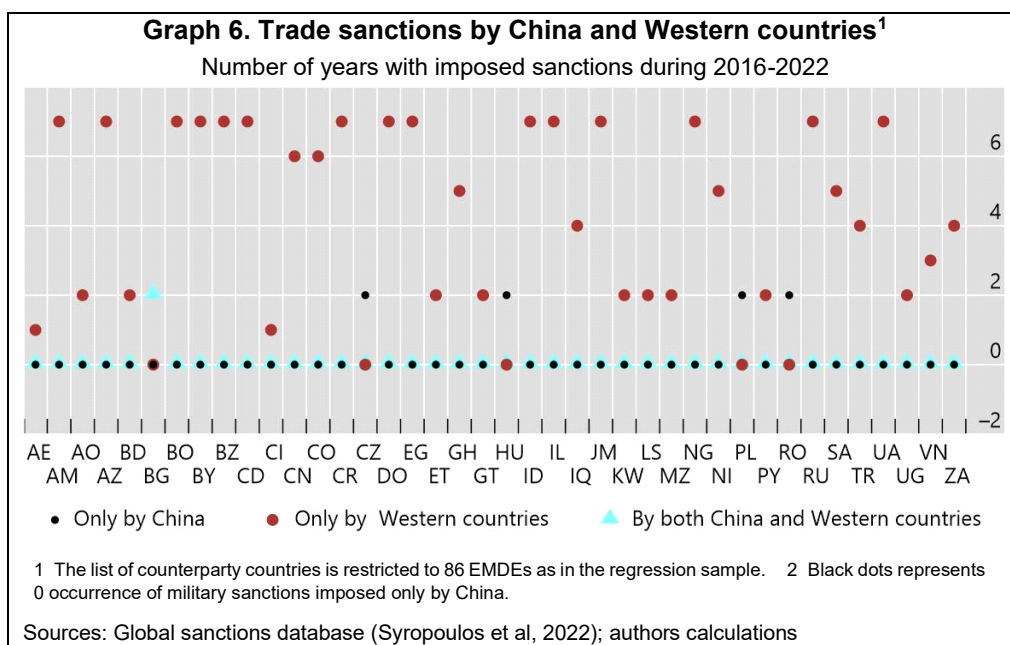 Graph 6. Trade sanctions by China and Western countries1
Number of years with imposed sanctions during 2016-2022
6
4
2
0
–2
AE AO BD BO BZ CI CO CZ EG GH HU IL JM LS NG PL RO SA UA VN
AM AZ BG BY CD CN CR DO ET GT ID IQ KW MZ NI PY RU TR UG ZA
Only by China Only by Western countries By both China and Western countries
1 The list of counterparty countries is restricted to 86 EMDEs as in the regression sample. 2 Black dots represents
0 occurrence of military sanctions imposed only by China.
Sources: Global sanctions database (Syropoulos et al, 2022); authors calculations